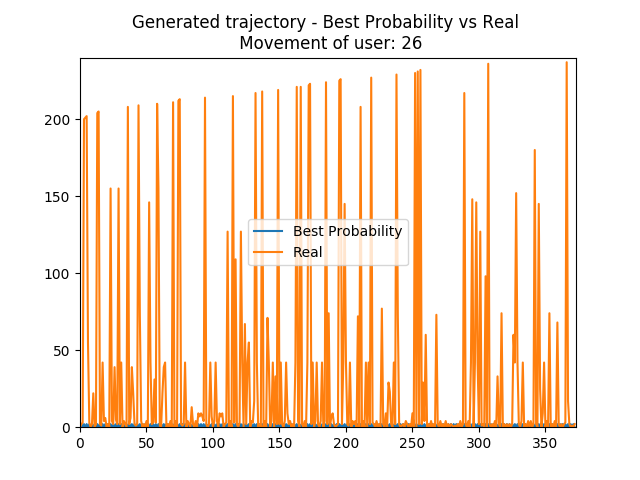 Generated trajectory - Best Probability vs Real
Movement of user: 26
200
150
100
50
0
Best Probability
Real
0 50 100 150 200 250 300 350